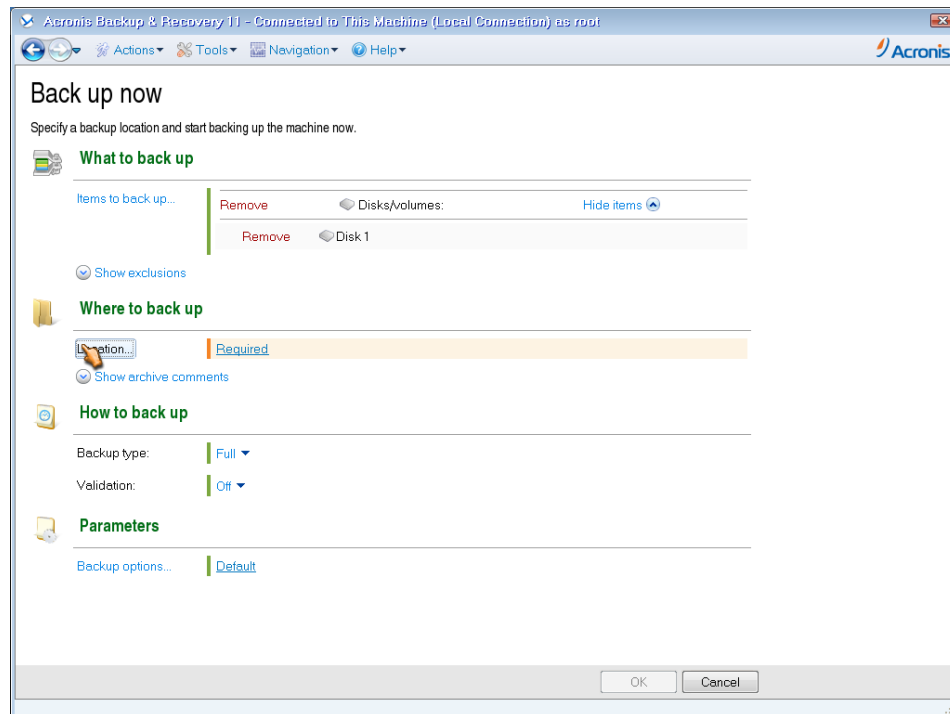 Acronis Backup & Recovery 11 - Connected to This Machine (Local Connection) as root
Actions Tools Navigation Help Acronis
Back up now
Specify a backup location and start backing up the machine now.
What to back up
Items to back up... Remove Disks/volumes: Hide items
Remove Disk 1
Show exclusions
Where to back up
Location... Required
Show archive comments
How to back up
Backup type: Full
Validation: Off
Parameters
Backup options... Default
OK Cancel